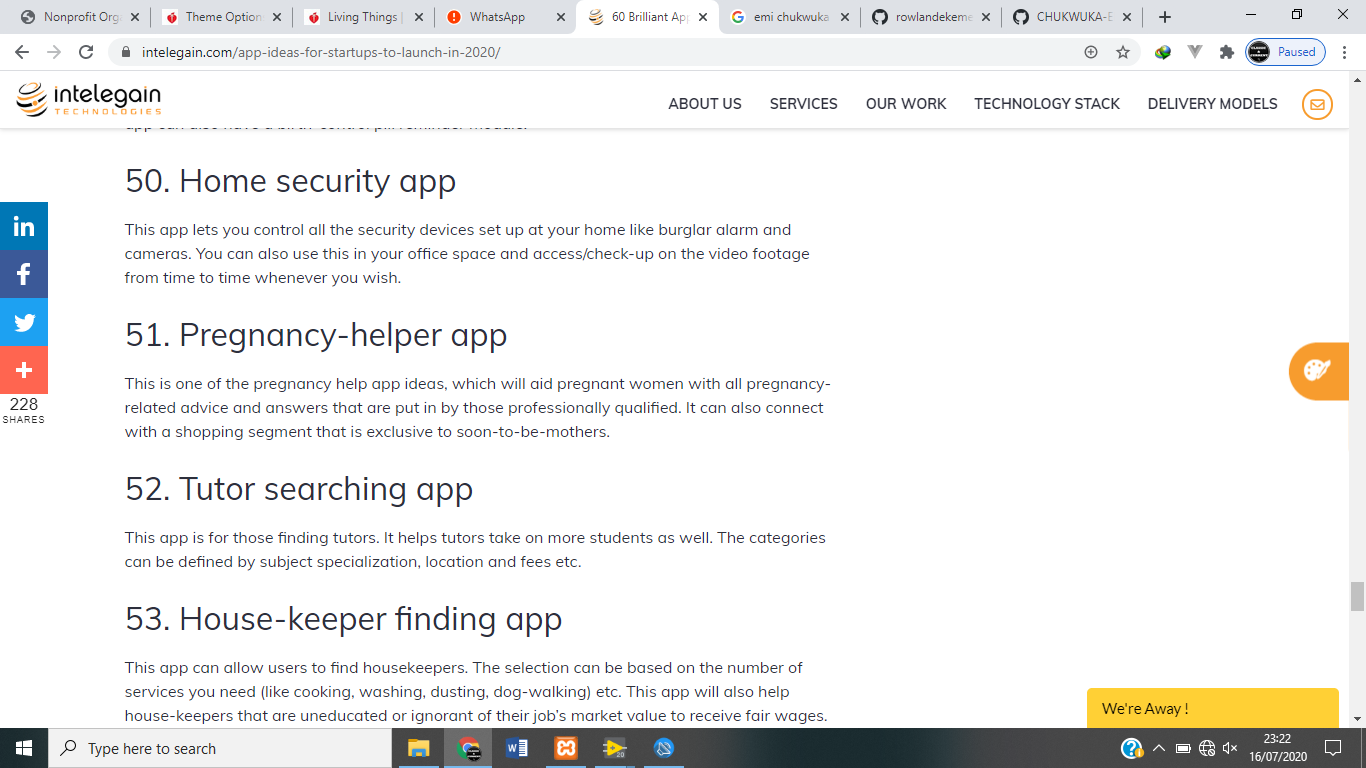 Nonprofit Orga
Theme Option
Living Things |
WhatsApp
60 Brilliant App
emi chukwuka
rowlandekeme
CHUKWUKA-E
intelegain.com/app-ideas-for-startups-to-launch-in-2020/
Paused
intelegain
TECHNOLOGIES
ABOUT US
SERVICES
OUR WORK
TECHNOLOGY STACK
DELIVERY MODELS
app can also have a birth-control pill reminder module.
50. Home security app
This app lets you control all the security devices set up at your home like burglar alarm and
cameras. You can also use this in your office space and access/check-up on the video footage
from time to time whenever you wish.
51. Pregnancy-helper app
This is one of the pregnancy help app ideas, which will aid pregnant women with all pregnancy-
related advice and answers that are put in by those professionally qualified. It can also connect
with a shopping segment that is exclusive to soon-to-be-mothers.
52. Tutor searching app
This app is for those finding tutors. It helps tutors take on more students as well. The categories
can be defined by subject specialization, location and fees etc.
53. House-keeper finding app
This app can allow users to find housekeepers. The selection can be based on the number of
services you need (like cooking, washing, dusting, dog-walking) etc. This app will also help
house-keepers that are uneducated or ignorant of their job's market value to receive fair wages.
in
f
228
SHARES
We're Away !
Type here to search
23:22
16/07/2020